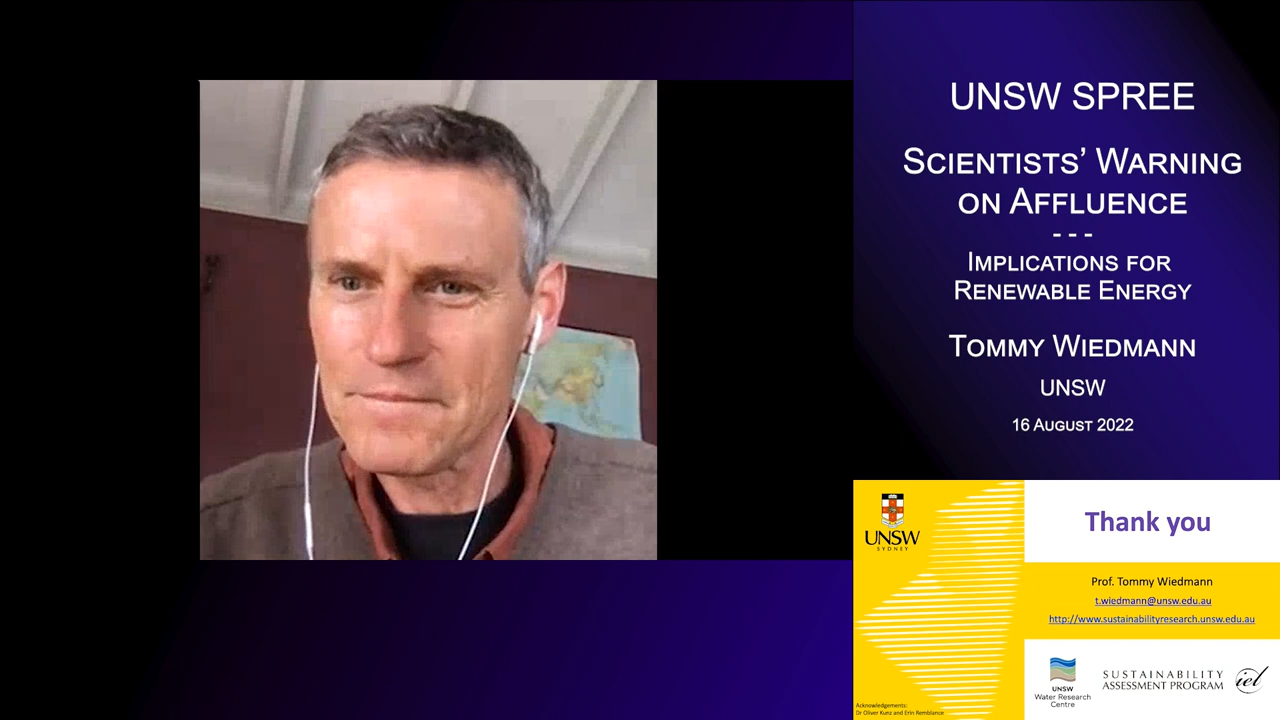 UNSW SPREE
SCIENTISTS’ WARNING
ON AFFLUENCE
- - -
IMPLICATIONS FOR
RENEWABLE ENERGY
TOMMY WIEDMANN
UNSW
16 AUGUST 2022
UNSW
SYDNEY
Thank you
Prof. Tommy Wiedmann
t.wiedmann@unsw.edu.au
http://www.sustainabilityresearch.unsw.edu.au
UNSW
Water Research
Centre
SUSTAINABILITY
ASSESSMENT PROGRAM
iel
Acknowledgements:
Dr Oliver Kunz and Erin Remblance